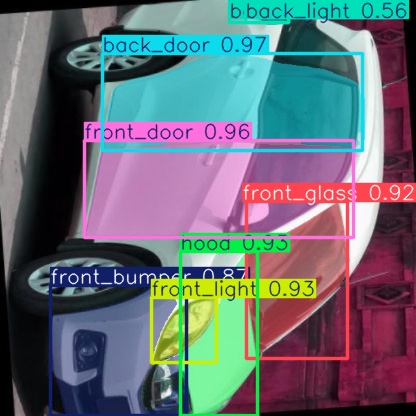 back_light 0.56
back_door 0.97
front_door 0.96
front_glass 0.92
hood 0.93
front_bumper 0.87
front_light 0.93